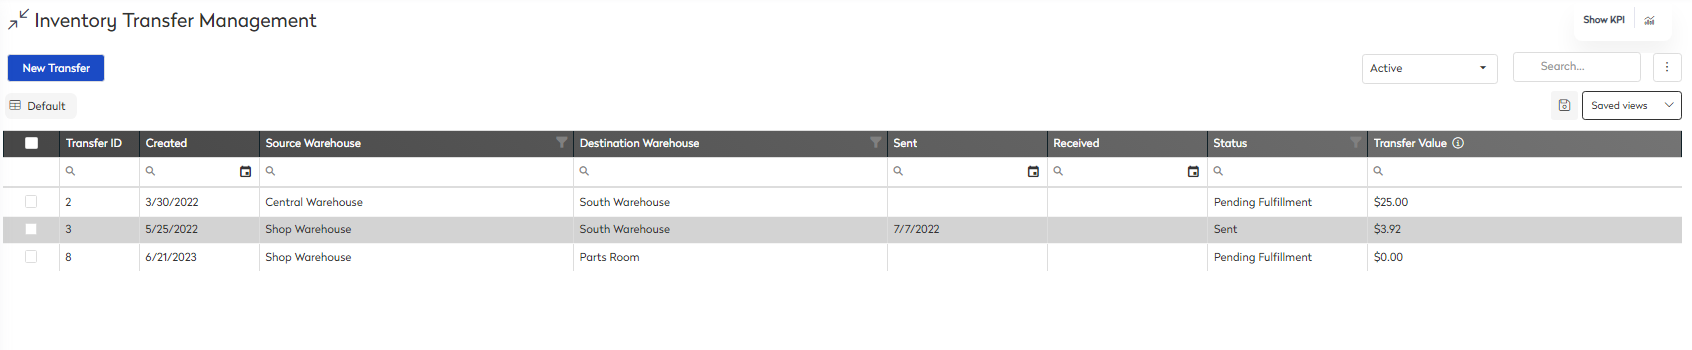 Inventory Transfer Management
Show KPI
New Transfer
Active
Search...
Default
Saved views
Transfer ID Created Source Warehouse Destination Warehouse Sent Received Status Transfer Value
2 3/30/2022 Central Warehouse South Warehouse Pending Fulfillment $25.00
3 5/25/2022 Shop Warehouse South Warehouse 7/7/2022 Sent $3.92
8 6/21/2023 Shop Warehouse Parts Room Pending Fulfillment $0.00